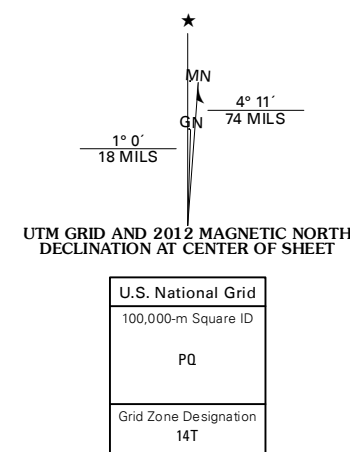 ★
MN
4° 11´
74 MILS
GN
1° 0´
18 MILS
UTM GRID AND 2012 MAGNETIC NORTH
DECLINATION AT CENTER OF SHEET
U.S. National Grid
100,000-m Square ID
PQ
Grid Zone Designation
14T